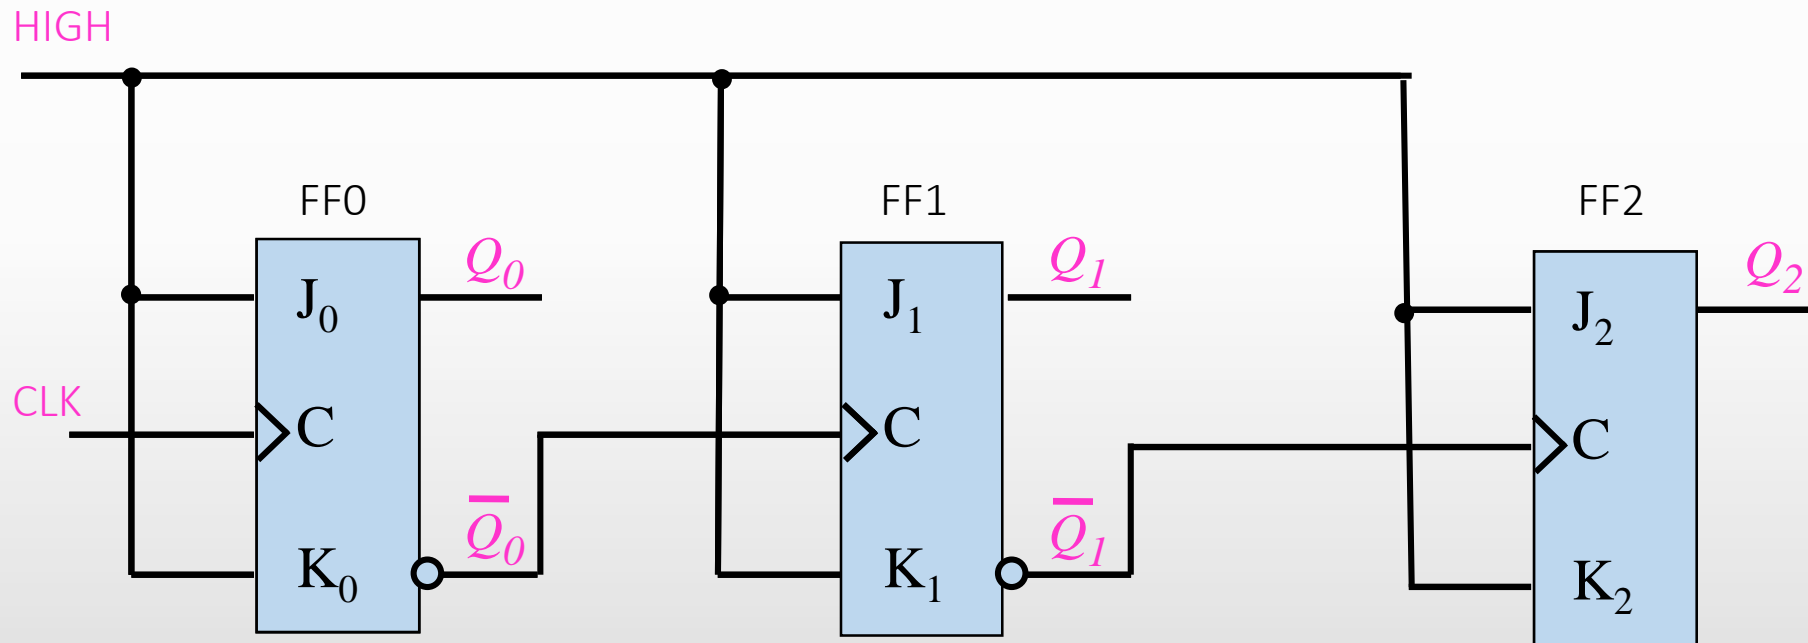 HIGH
FF0
FF1
FF2
Q₀
Q₁
Q₂
J₀
J₁
J₂
CLK
C
C
C
Q̅₀
Q̅₁
K₀
K₁
K₂